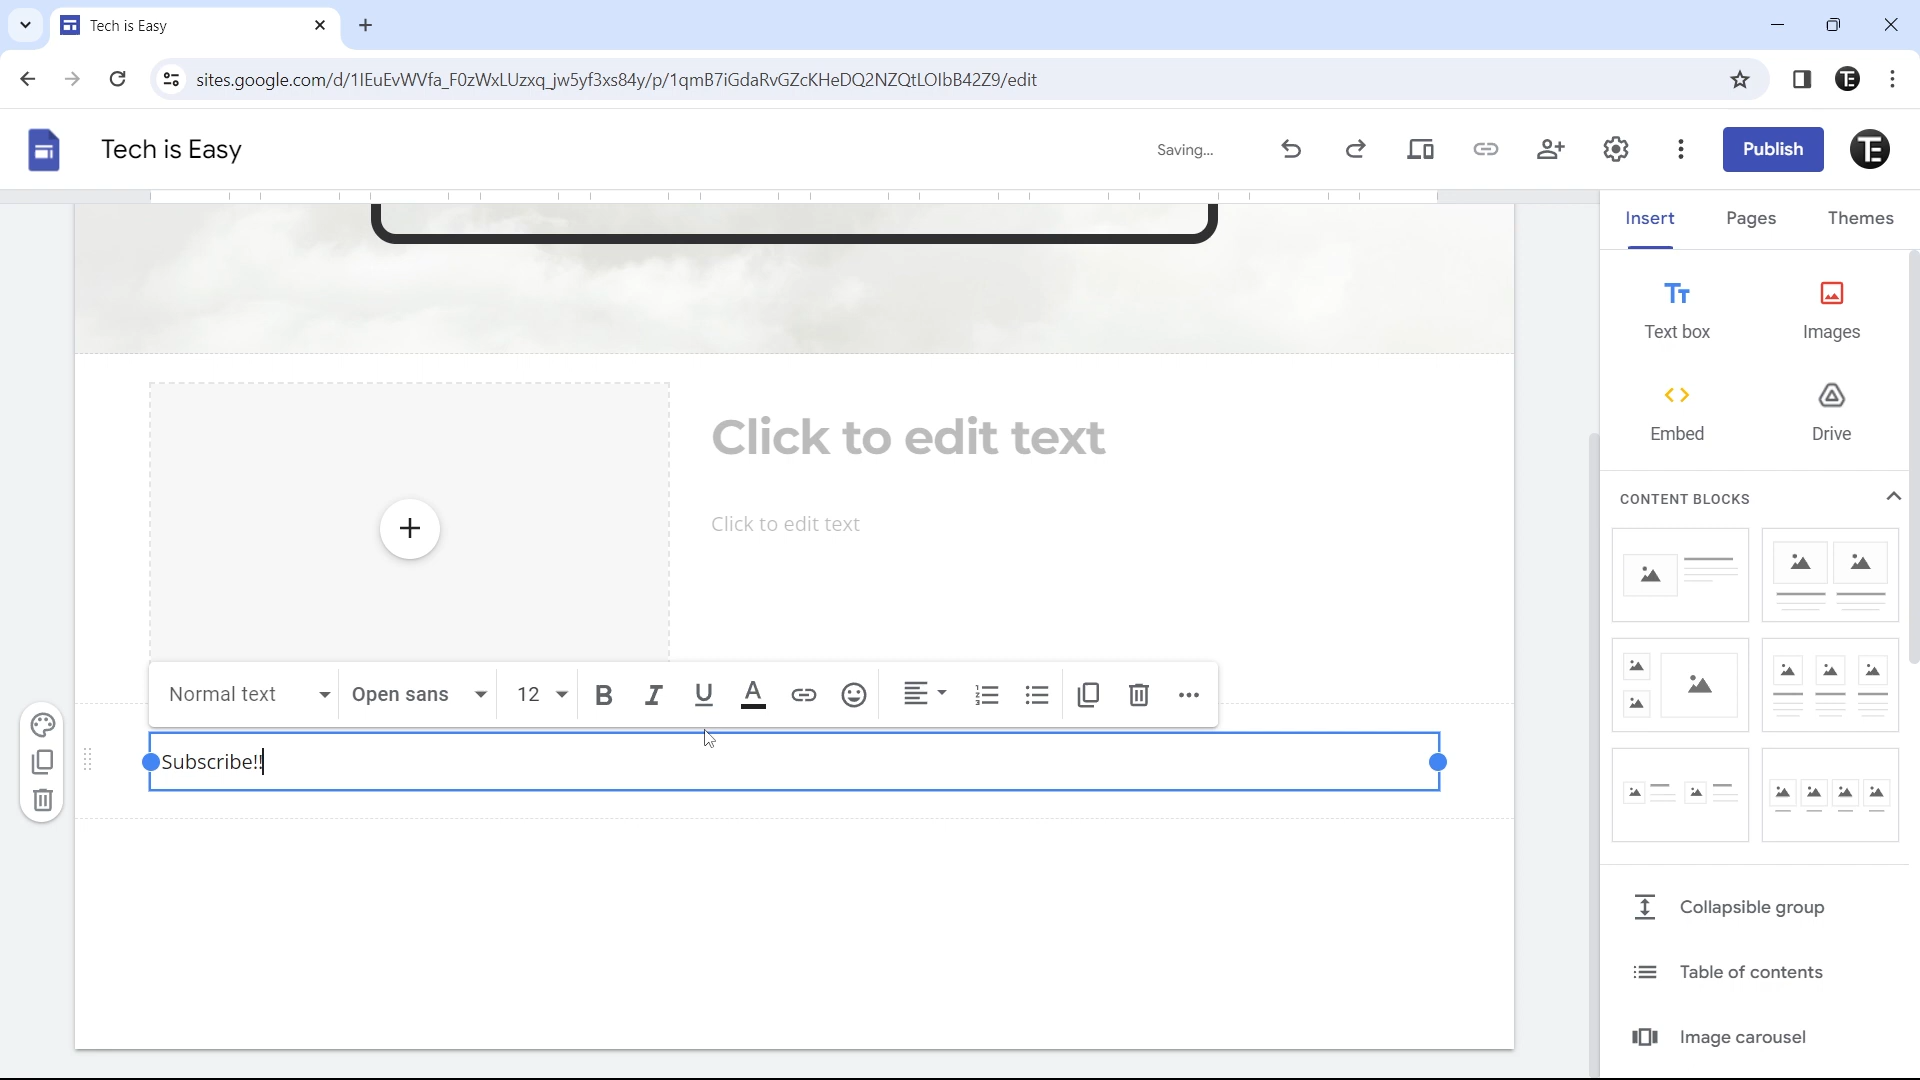 Tech is Easy
sites.google.com/d/1IEuEvWVfa_F0zWxLUzxq_jw5yf3xs84y/p/1qmB7iGdaRvGZcKHeDQ2NZQtLOIbB42Z9/edit
Tech is Easy
Saving...
Publish
Insert
Pages
Themes
Text box
Images
Embed
Drive
CONTENT BLOCKS
Click to edit text
Click to edit text
Normal text
Open sans
12
Subscribe!!
Collapsible group
Table of contents
Image carousel